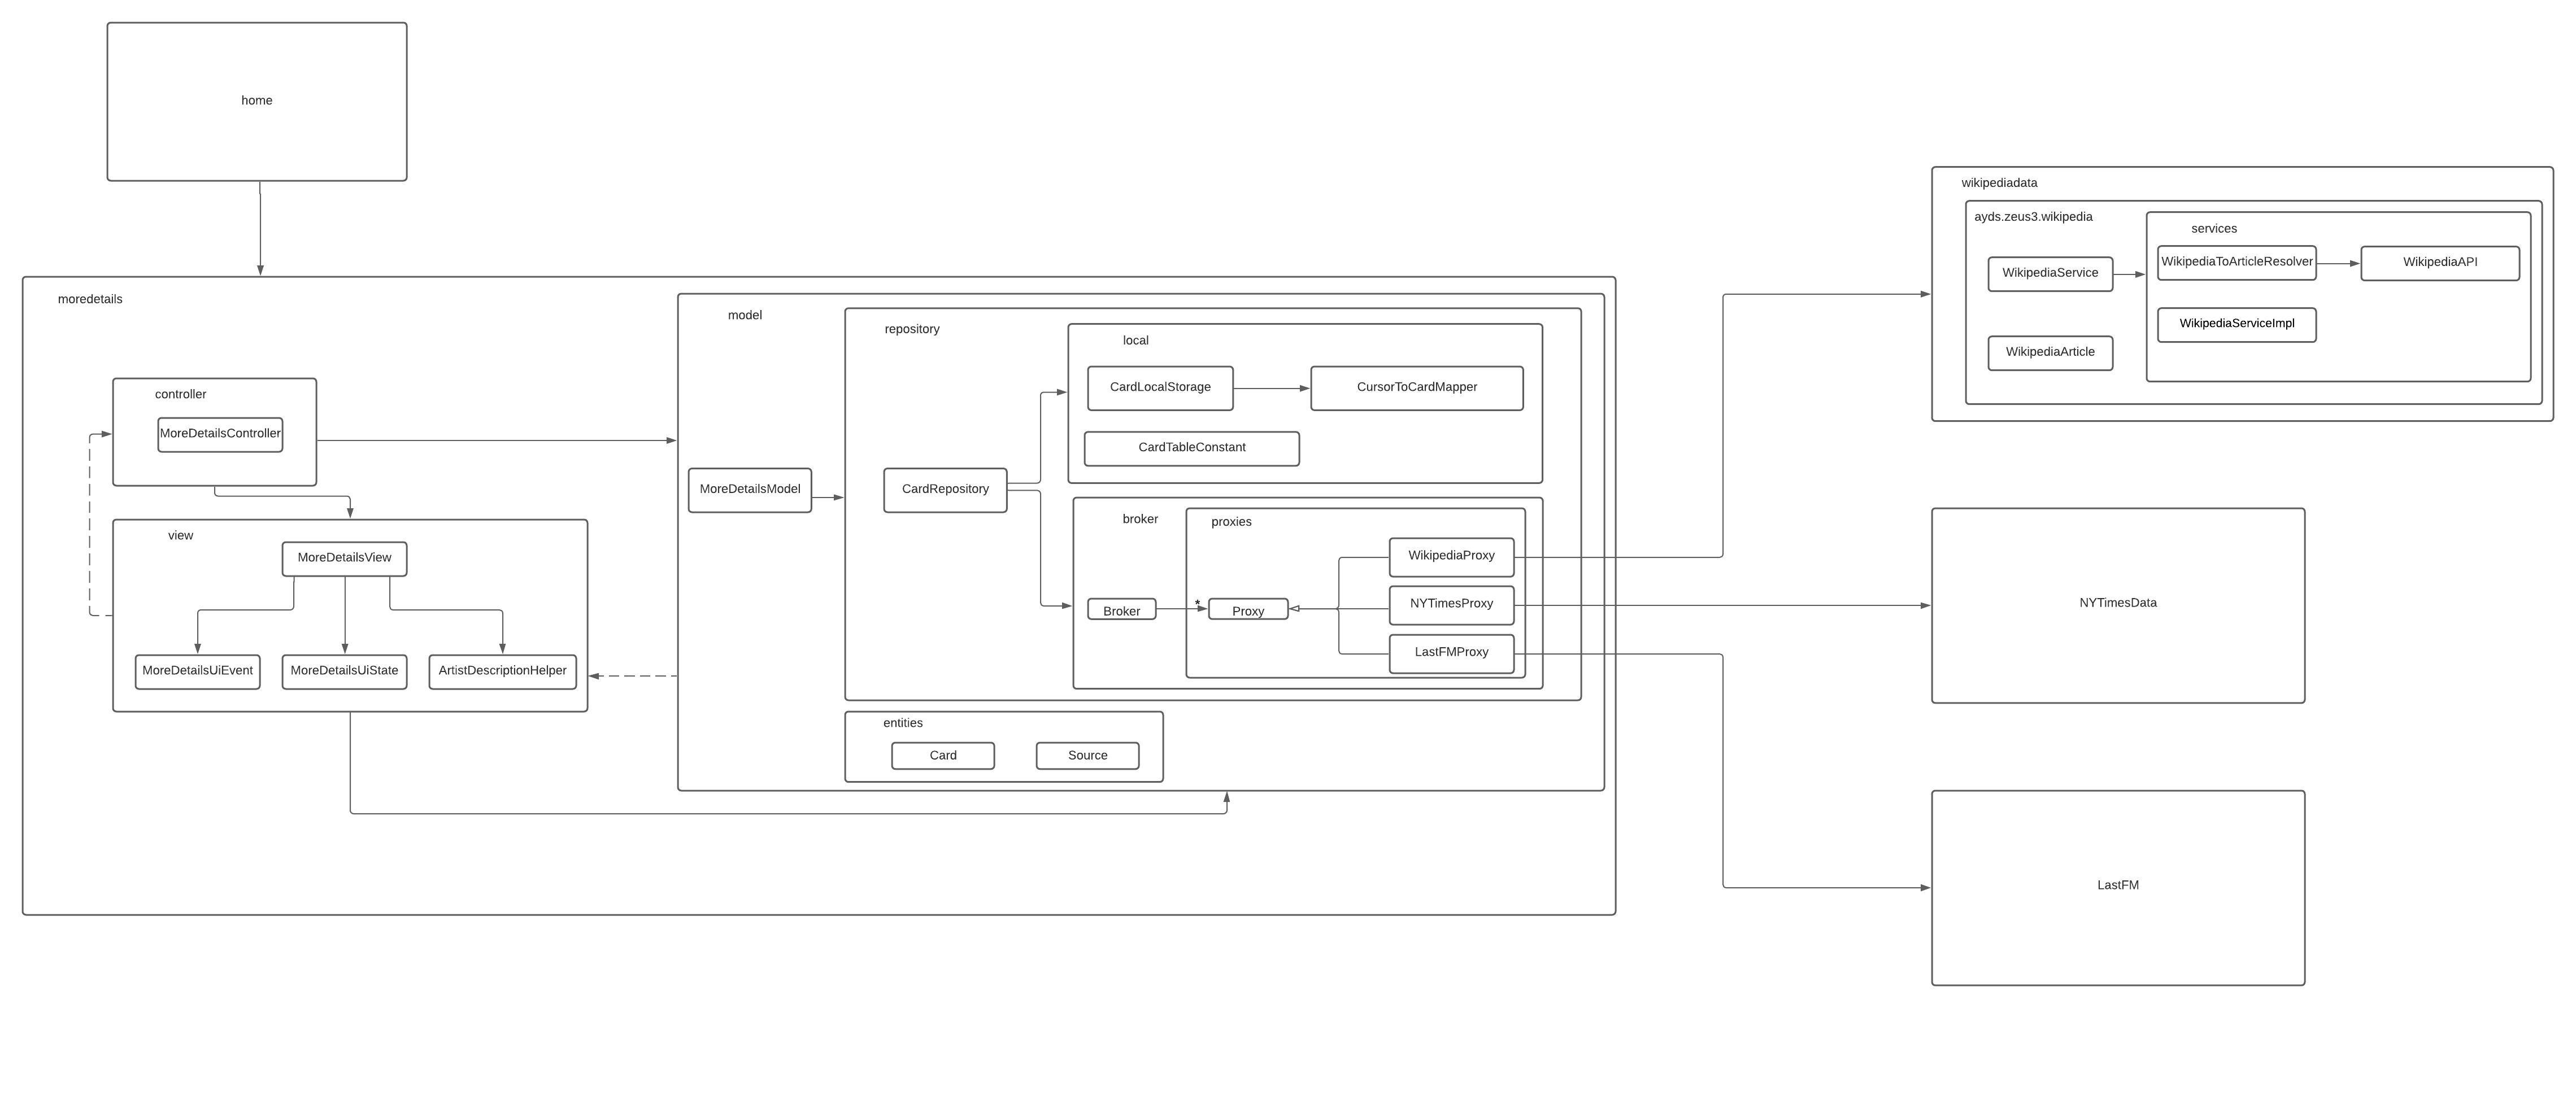 home
wikipediadata
ayds.zeus3.wikipedia
services
WikipediaToArticleResolver
WikipediaAPI
WikipediaService
WikipediaServiceImpl
WikipediaArticle
moredetails
model
repository
local
CardLocalStorage
CursorToCardMapper
CardTableConstant
controller
MoreDetailsController
MoreDetailsModel
CardRepository
broker
proxies
WikipediaProxy
Broker
*
Proxy
NYTimesProxy
LastFMProxy
view
MoreDetailsView
MoreDetailsUiEvent
MoreDetailsUiState
ArtistDescriptionHelper
entities
Card
Source
NYTimesData
LastFM